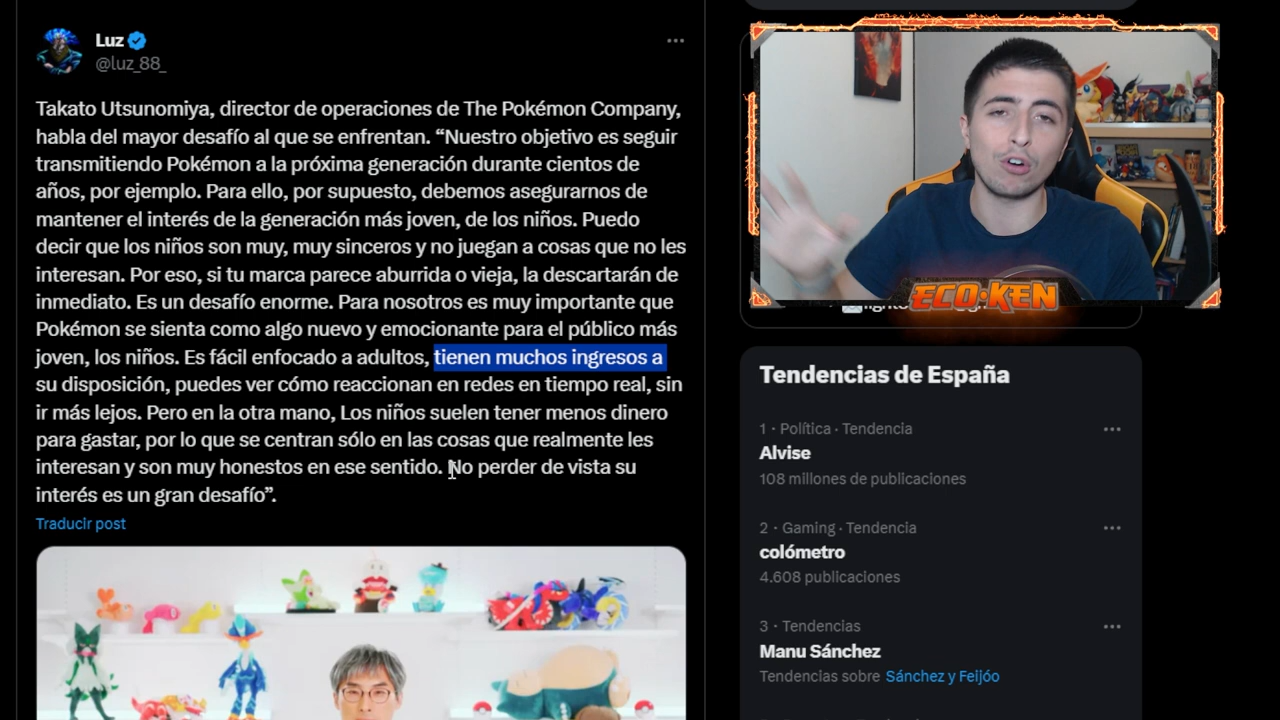 Luz
@luz_88_
Takato Utsunomiya, director de operaciones de The Pokémon Company,
habla del mayor desafío al que se enfrentan. “Nuestro objetivo es seguir
transmitiendo Pokémon a la próxima generación durante cientos de
años, por ejemplo. Para ello, por supuesto, debemos asegurarnos de
mantener el interés de la generación más joven, de los niños. Puedo
decir que los niños son muy, muy sinceros y no juegan a cosas que no les
interesan. Por eso, si tu marca parece aburrida o vieja, la descartarán de
inmediato. Es un desafío enorme. Para nosotros es muy importante que
Pokémon se sienta como algo nuevo y emocionante para el público más
joven, los niños. Es fácil enfocado a adultos, tienen muchos ingresos a
su disposición, puedes ver cómo reaccionan en redes en tiempo real, sin
ir más lejos. Pero en la otra mano, Los niños suelen tener menos dinero
para gastar, por lo que se centran sólo en las cosas que realmente les
interesan y son muy honestos en ese sentido. No perder de vista su
interés es un gran desafío”.
Traducir post
ECO·KEN
Tendencias de España
1 · Política · Tendencia
Alvise
108 millones de publicaciones
2 · Gaming · Tendencia
colómetro
4.608 publicaciones
3 · Tendencias
Manu Sánchez
Tendencias sobre Sánchez y Feijóo